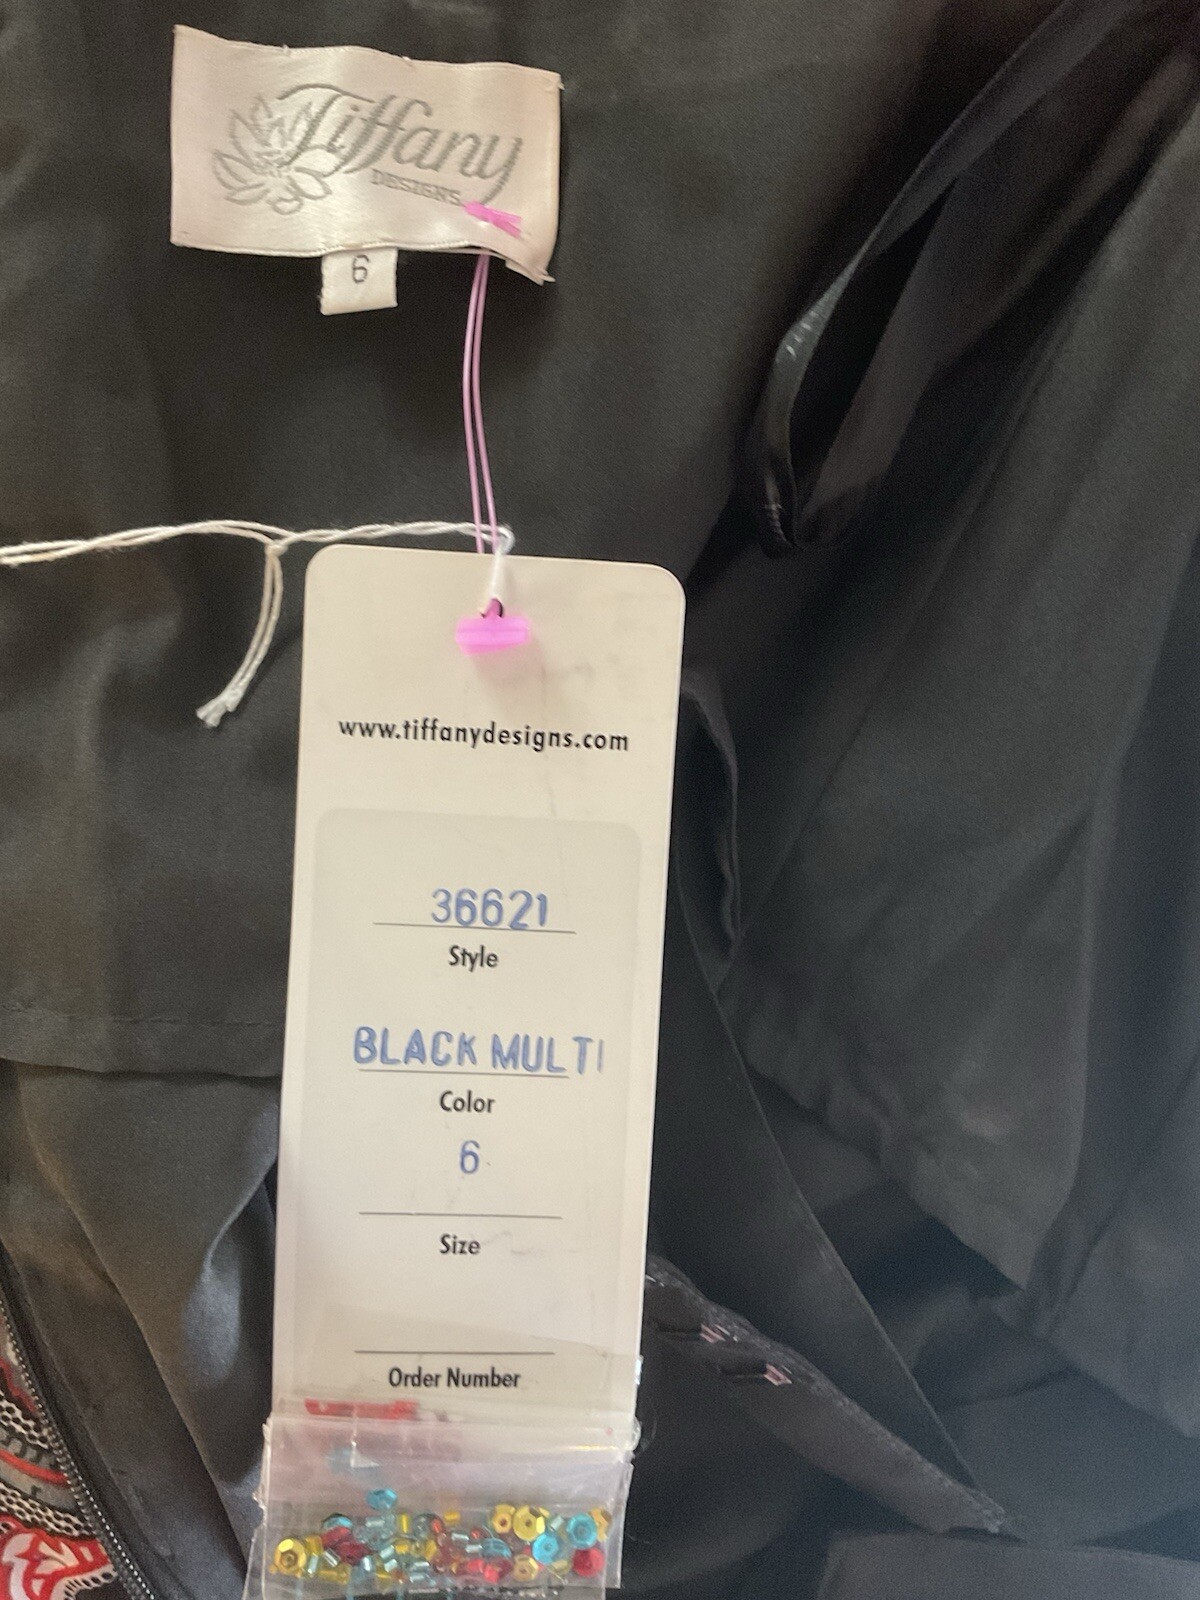 Tiffany
DESIGNS
6
www.tiffanydesigns.com
36621
Style
BLACK MULTI
Color
6
Size
Order Number